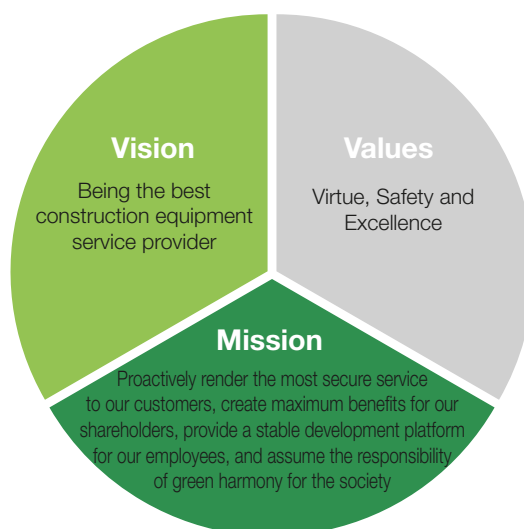 Vision
Being the best
construction equipment
service provider
Values
Virtue, Safety and
Excellence
Mission
Proactively render the most secure service
to our customers, create maximum benefits for our
shareholders, provide a stable development platform
for our employees, and assume the responsibility
of green harmony for the society